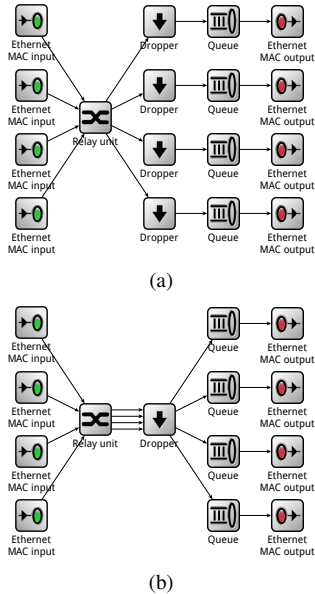 Ethernet
MAC input
Dropper
Queue
Ethernet
MAC output
Ethernet
MAC input
Dropper
Queue
Ethernet
MAC output
Relay unit
Ethernet
MAC input
Dropper
Queue
Ethernet
MAC output
Ethernet
MAC input
Dropper
Queue
Ethernet
MAC output
(a)
Ethernet
MAC input
Queue
Ethernet
MAC output
Ethernet
MAC input
Queue
Ethernet
MAC output
Relay unit
Dropper
Ethernet
MAC input
Queue
Ethernet
MAC output
Ethernet
MAC input
Queue
Ethernet
MAC output
(b)